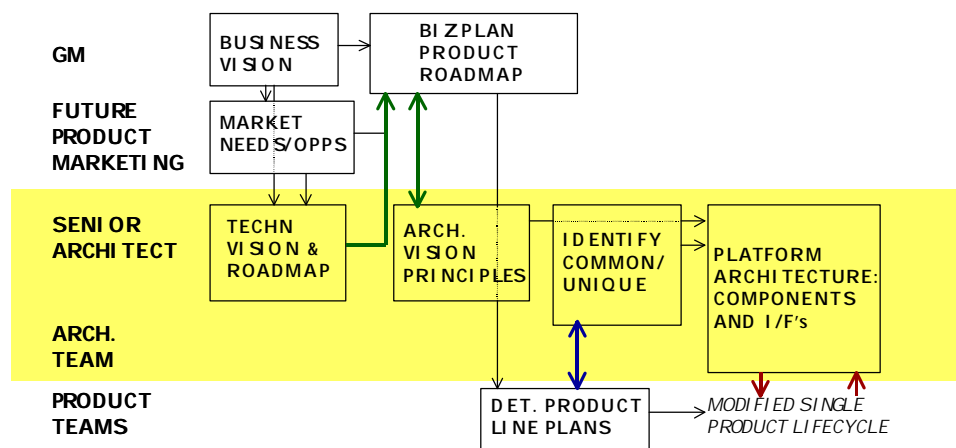 GM
BUSINESS
VISION
BIZPLAN
PRODUCT
ROADMAP
FUTURE
PRODUCT
MARKETING
MARKET
NEEDS/OPPS
SENIOR
ARCHITECT
TECHN
VISION &
ROADMAP
ARCH.
VISION
PRINCIPLES
IDENTIFY
COMMON/
UNIQUE
PLATFORM
ARCHITECTURE:
COMPONENTS
AND I/F's
ARCH.
TEAM
PRODUCT
TEAMS
DET. PRODUCT
LINE PLANS
MODIFIED SINGLE
PRODUCT LIFECYCLE